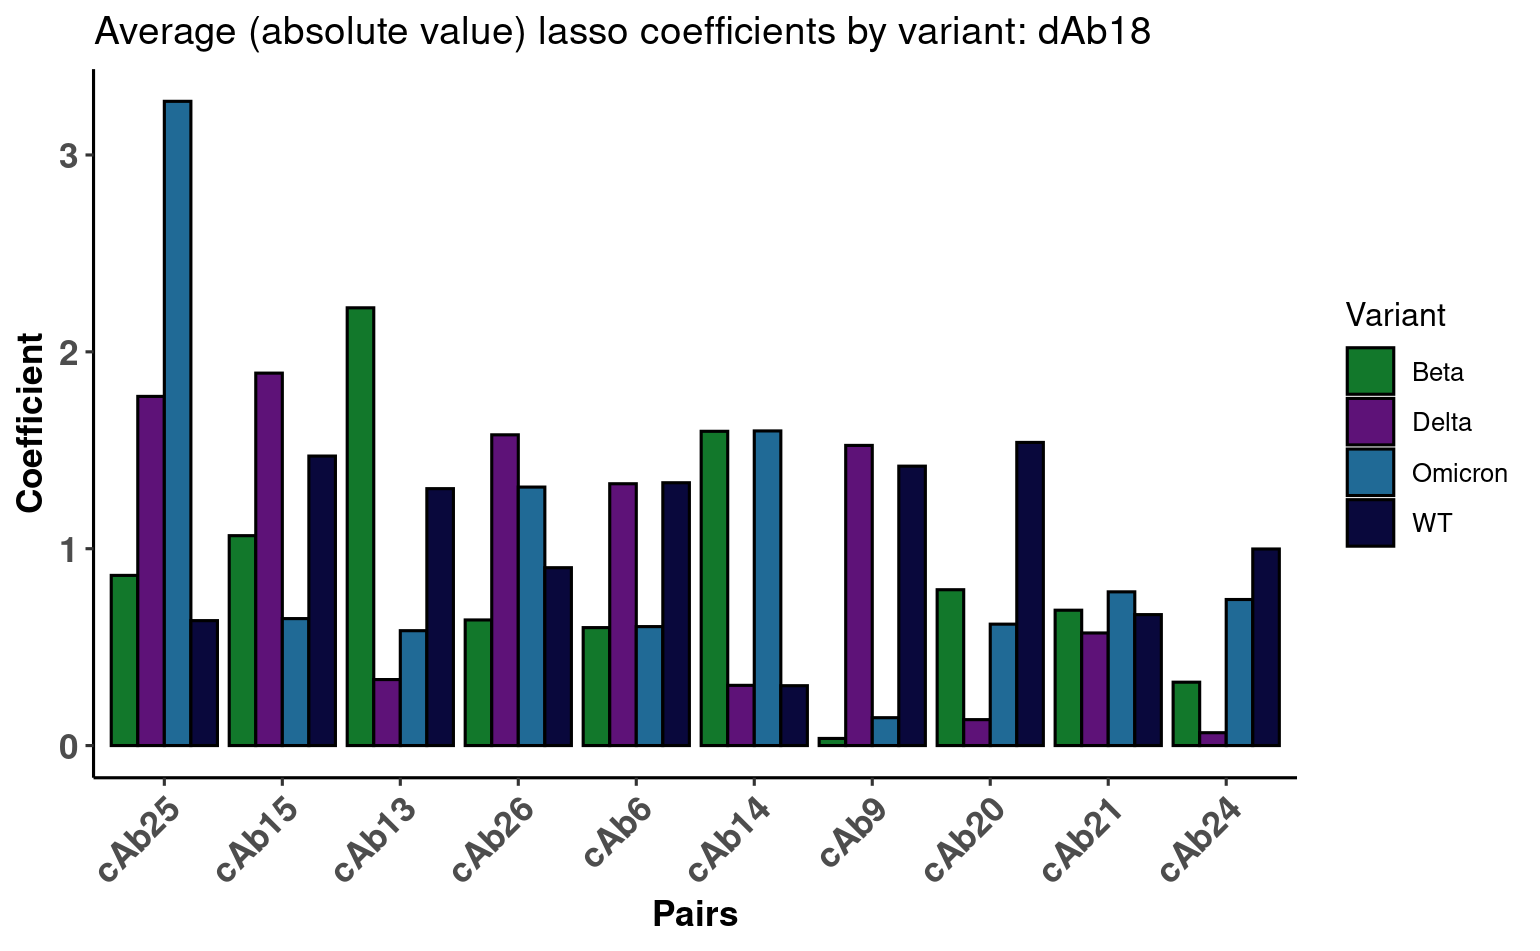 Average (absolute value) lasso coefficients by variant: dAb18
Coefficient
3
2
1
0
cAb25 cAb15 cAb13 cAb26 cAb6 cAb14 cAb9 cAb20 cAb21 cAb24
Pairs
Variant
Beta
Delta
Omicron
WT